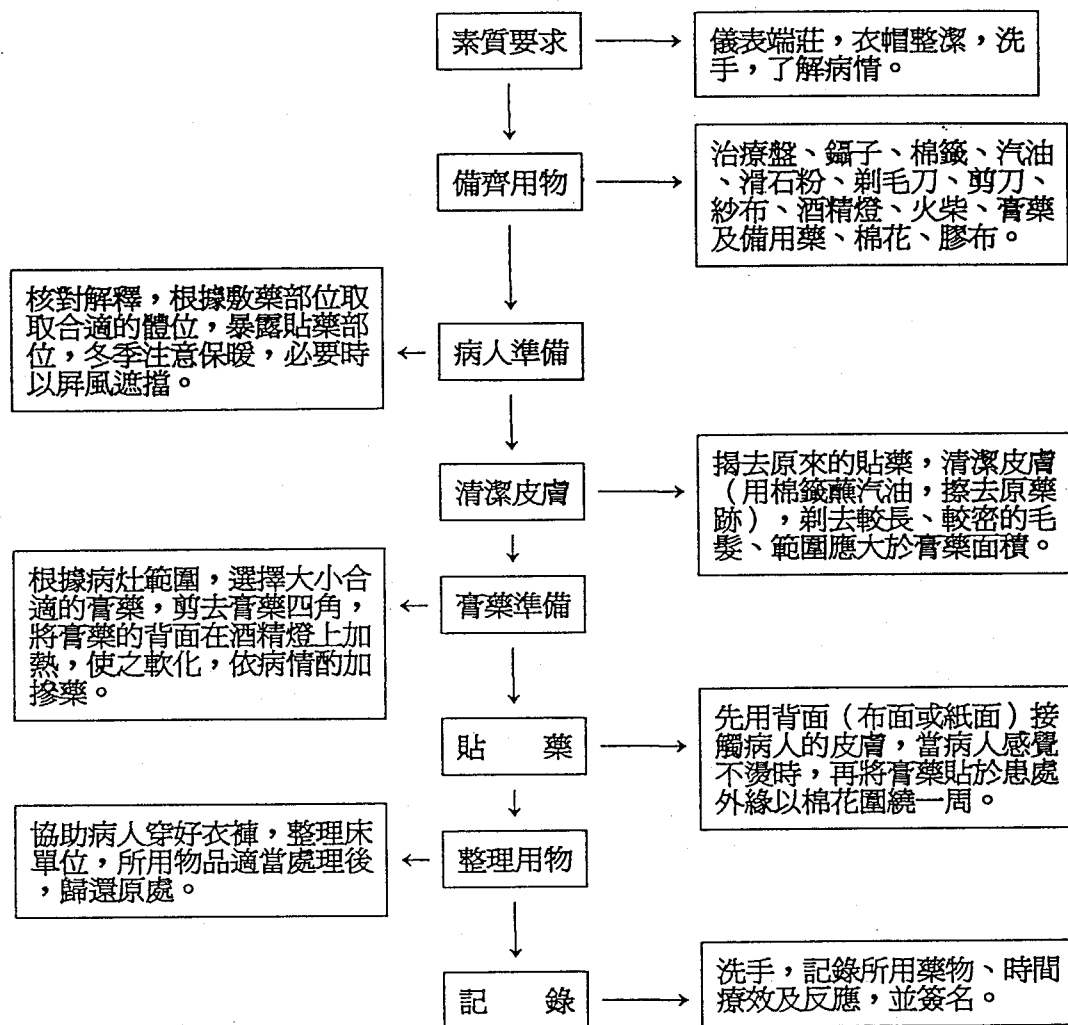 素質要求
儀表端莊，衣帽整潔，洗
手，了解病情。
備齊用物
治療盤、鑷子、棉籤、汽油
、滑石粉、剃毛刀、剪刀、
紗布、酒精燈、火柴、膏藥
及備用藥、棉花、膠布。
病人準備
核對解釋，根據敷藥部位取
取合適的體位，暴露貼藥部
位，冬季注意保暖，必要時
以屏風遮擋。
清潔皮膚
揭去原來的貼藥，清潔皮膚
（用棉籤蘸汽油，擦去原藥
跡），剃去較長、較密的毛
髮、範圍應大於膏藥面積。
膏藥準備
根據病灶範圍，選擇大小合
適的膏藥，剪去膏藥四角，
將膏藥的背面在酒精燈上加
熱，使之軟化，依病情酌加
摻藥。
貼　藥
先用背面（布面或紙面）接
觸病人的皮膚，當病人感覺
不燙時，再將膏藥貼於患處
外緣以棉花圍繞一周。
整理用物
協助病人穿好衣褲，整理床
單位，所用物品適當處理後
，歸還原處。
記　錄
洗手，記錄所用藥物、時間
療效及反應，並簽名。